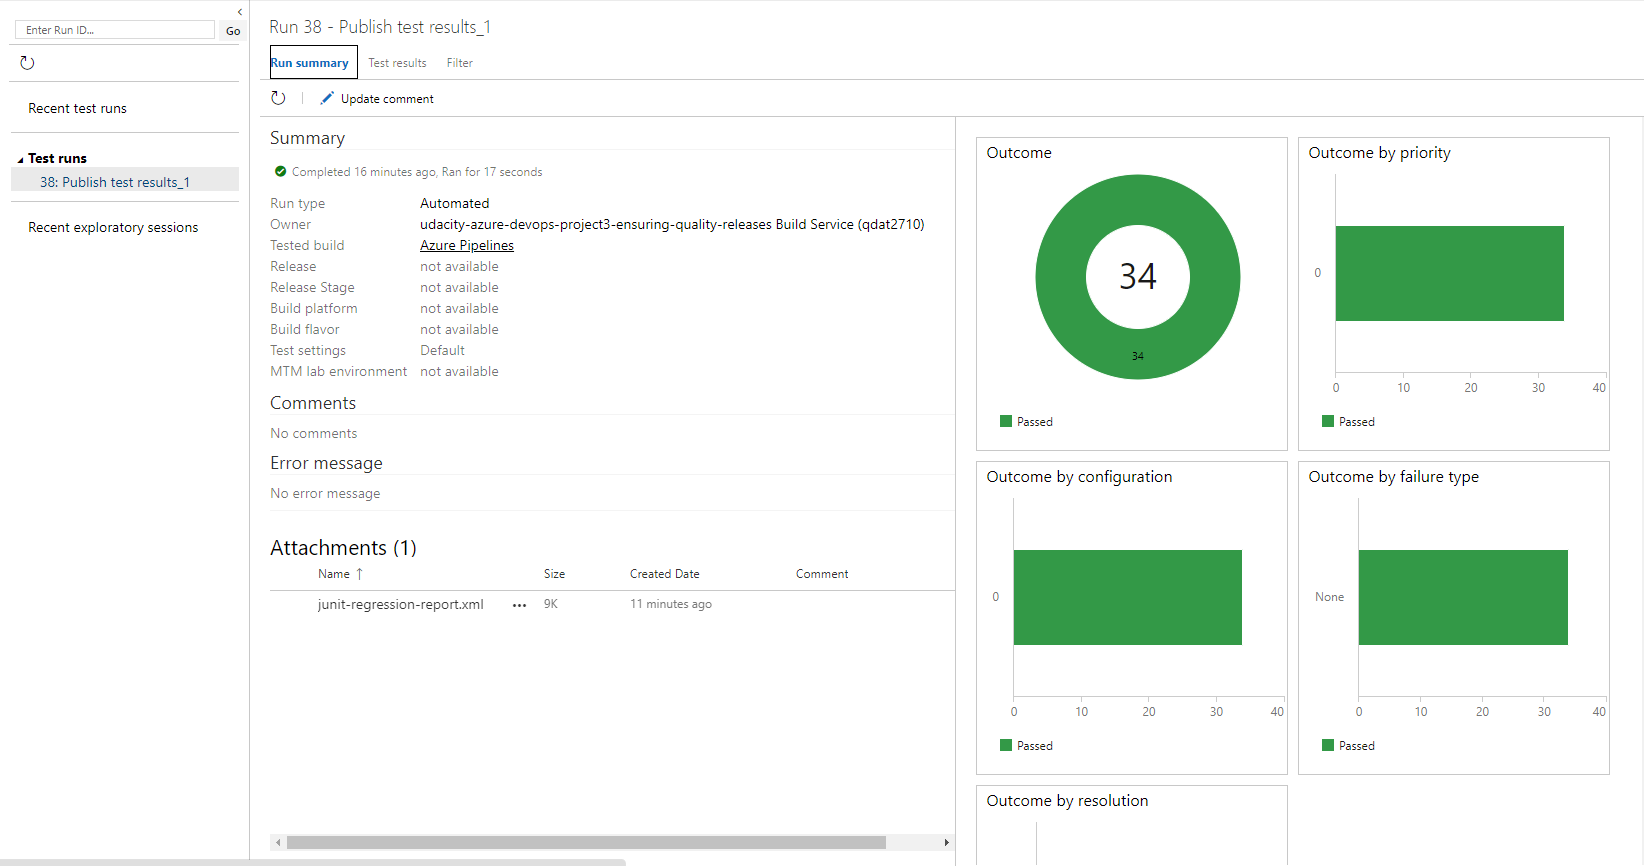 Enter Run ID...
Go
Recent test runs
Test runs
38: Publish test results_1
Recent exploratory sessions
Run 38 - Publish test results_1
Run summary
Test results
Filter
Update comment
Summary
Completed 16 minutes ago, Ran for 17 seconds
Run type Automated
Owner udacity-azure-devops-project3-ensuring-quality-releases Build Service (qdat2710)
Tested build Azure Pipelines
Release not available
Release Stage not available
Build platform not available
Build flavor not available
Test settings Default
MTM lab environment not available
Comments
No comments
Error message
No error message
Attachments (1)
Name ↑ Size Created Date Comment
junit-regression-report.xml ... 9K 11 minutes ago
Outcome
34
34
Passed
Outcome by priority
0
0 10 20 30 40
Passed
Outcome by configuration
0
0 10 20 30 40
Passed
Outcome by failure type
None
0 10 20 30 40
Passed
Outcome by resolution